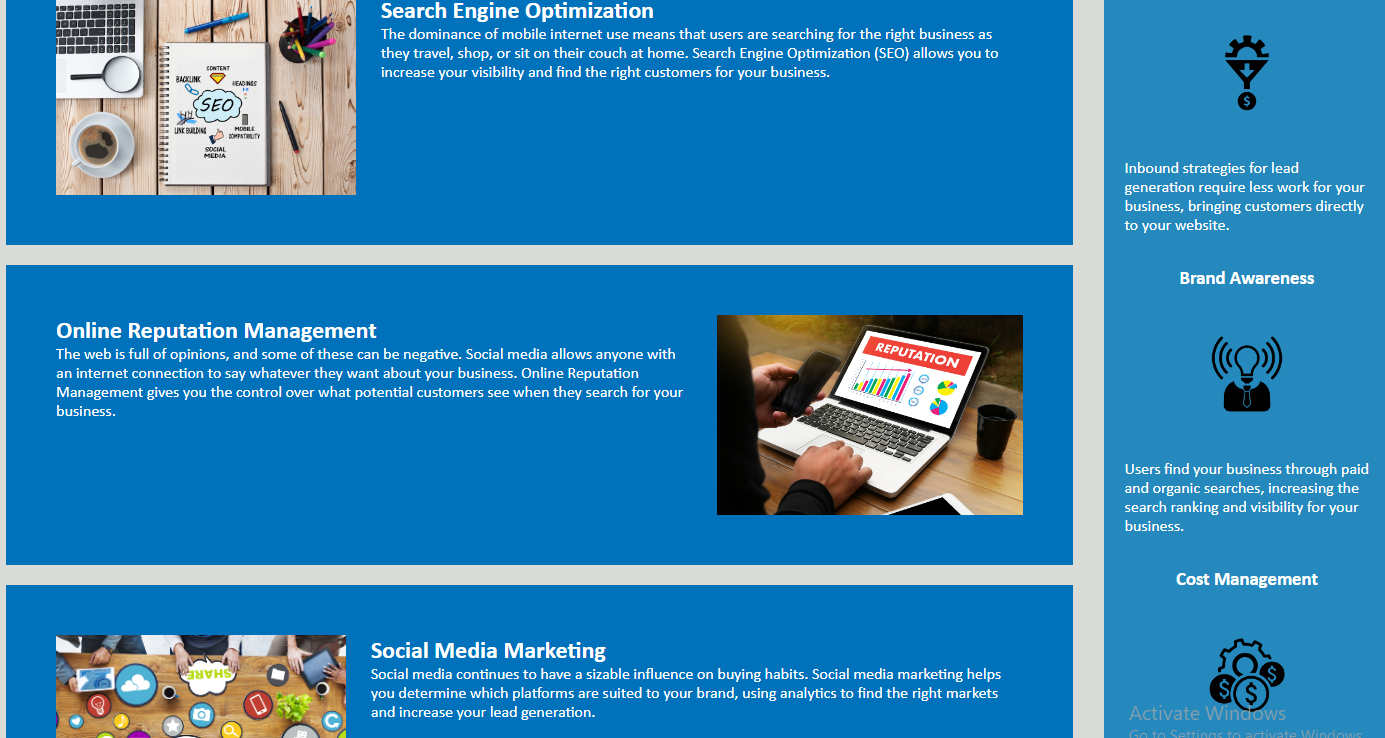 Search Engine Optimization
The dominance of mobile internet use means that users are searching for the right business as
they travel, shop, or sit on their couch at home. Search Engine Optimization (SEO) allows you to
increase your visibility and find the right customers for your business.
CONTENT
BACKLINK
HEADINGS
SEO
LINK BUILDING
MOBILE
COMPATIBILITY
SOCIAL
MEDIA
Online Reputation Management
The web is full of opinions, and some of these can be negative. Social media allows anyone with
an internet connection to say whatever they want about your business. Online Reputation
Management gives you the control over what potential customers see when they search for your
business.
REPUTATION
Social Media Marketing
Social media continues to have a sizable influence on buying habits. Social media marketing helps
you determine which platforms are suited to your brand, using analytics to find the right markets
and increase your lead generation.
SHARE
$
Inbound strategies for lead
generation require less work for your
business, bringing customers directly
to your website.
Brand Awareness
Users find your business through paid
and organic searches, increasing the
search ranking and visibility for your
business.
Cost Management
$ $ $
Activate Windows
Go to Settings to activate Windows.